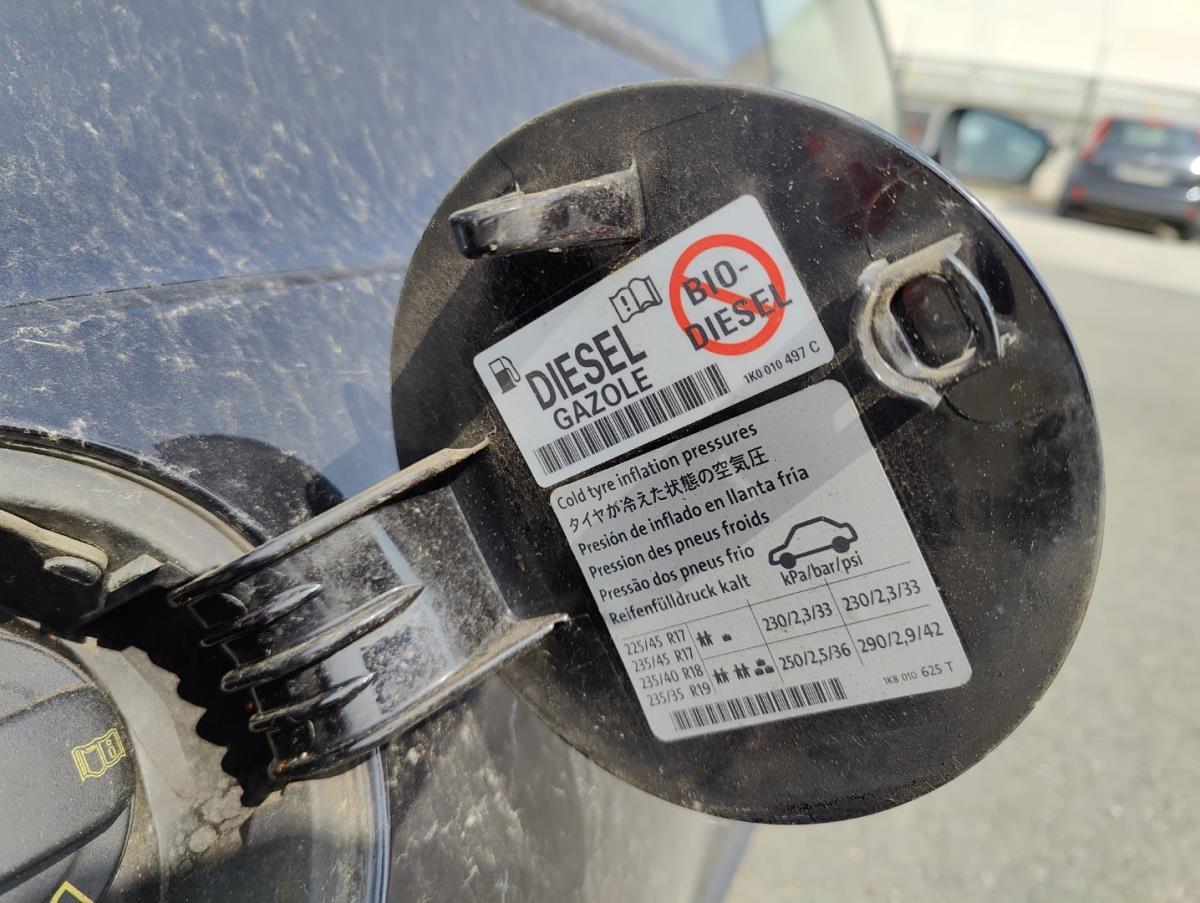 BIO-
DIESEL
DIESEL
GAZOLE
1K0 010 497 C
Cold tyre inflation pressures
タイヤが冷えた状態の空気圧
Presión de inflado en llanta fría
Pression des pneus froids
Pressão dos pneus frio
Reifenfülldruck kalt
kPa/bar/psi
225/45 R17
235/45 R17
235/40 R18
235/35 R19
230/2,3/33 230/2,3/33
250/2,5/36 290/2,9/42
1K8 010 625 T